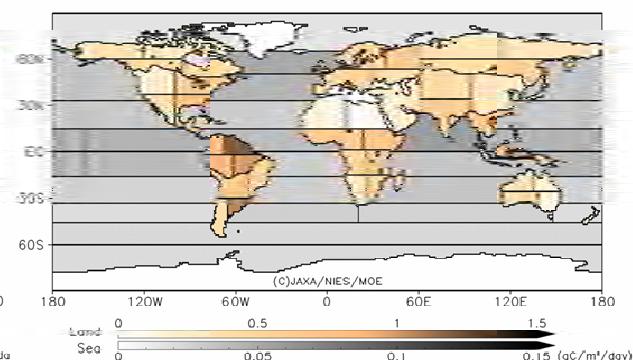 60N
30N
EQ
30S
60S
(C)JAXA/NIES/MOE
180 120W 60W 0 60E 120E 180
Land 0 0.5 1 1.5
Sea 0 0.05 0.1 0.15 (gC/m²/day)